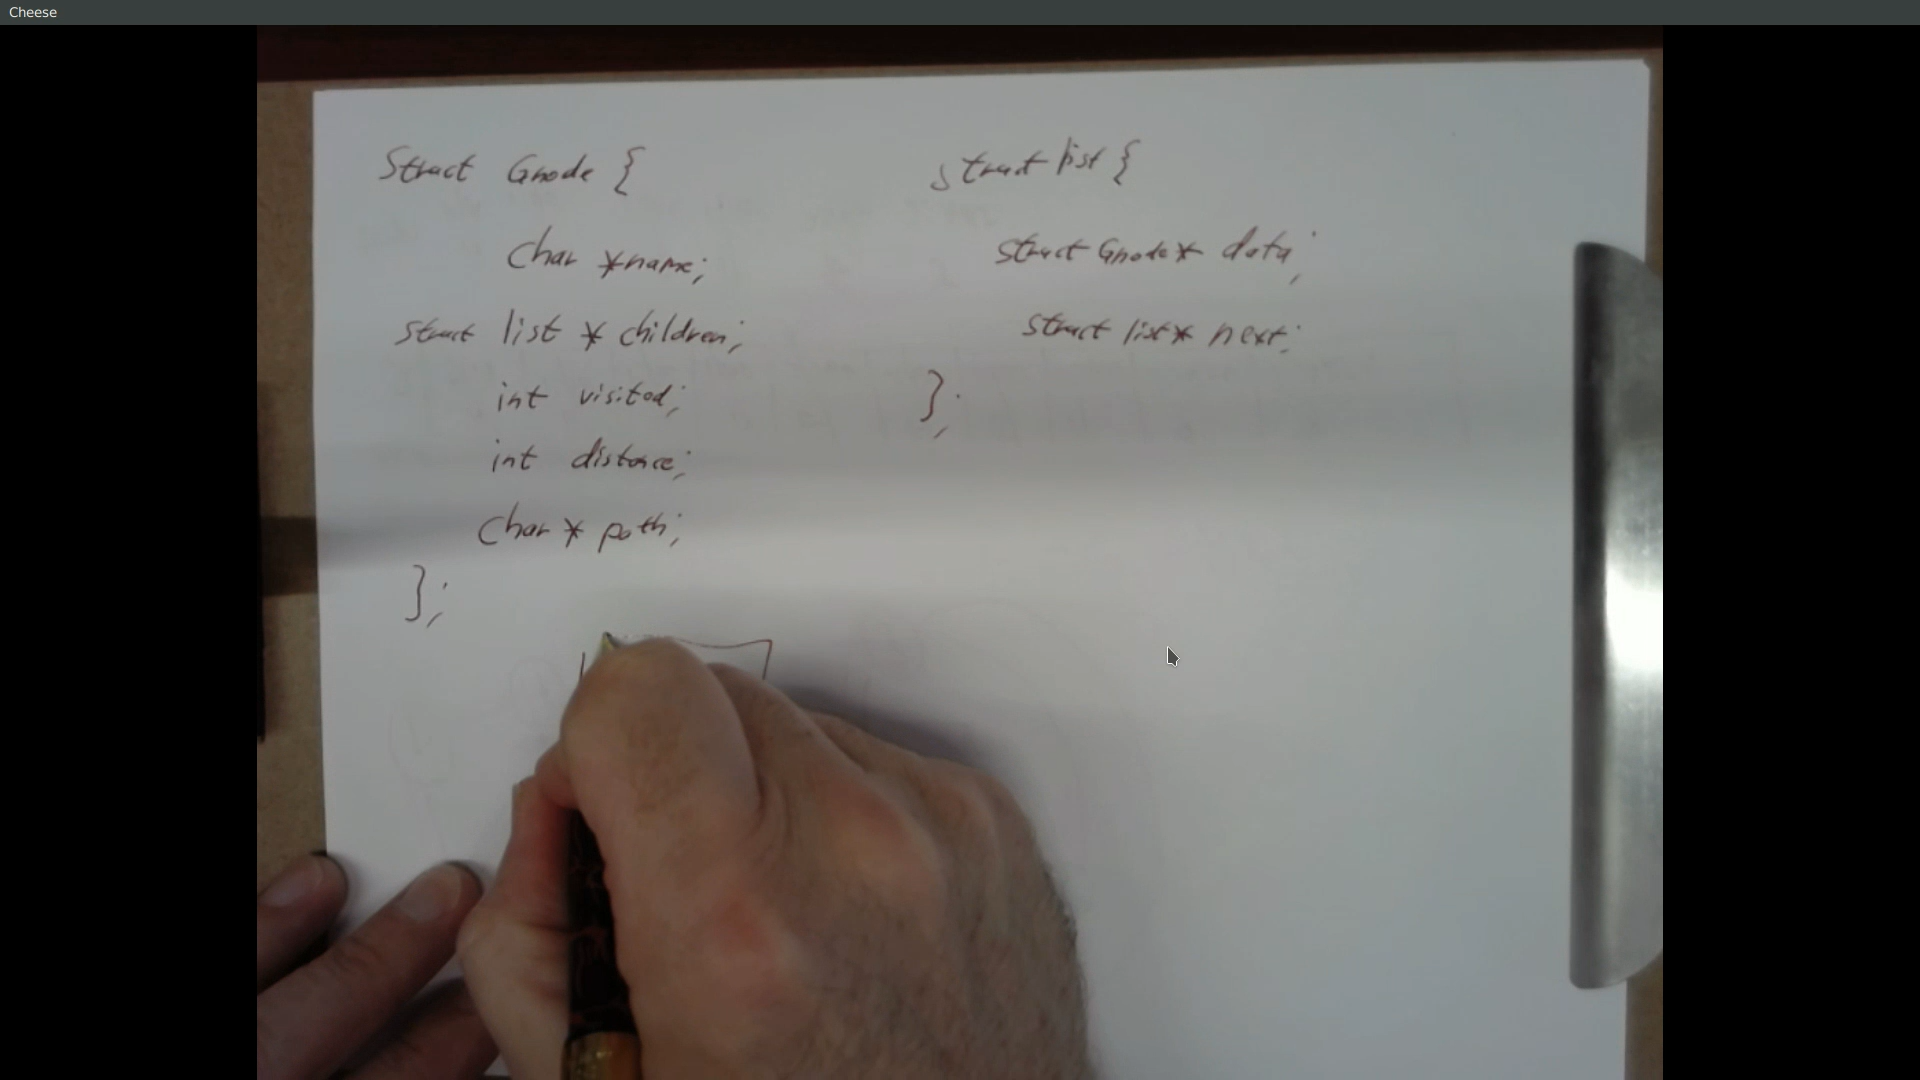 Cheese
Struct Gnode {
char *name;
struct list * children;
int visited;
int distance;
char * path;
};
struct list {
struct Gnode* data;
struct list* next;
};